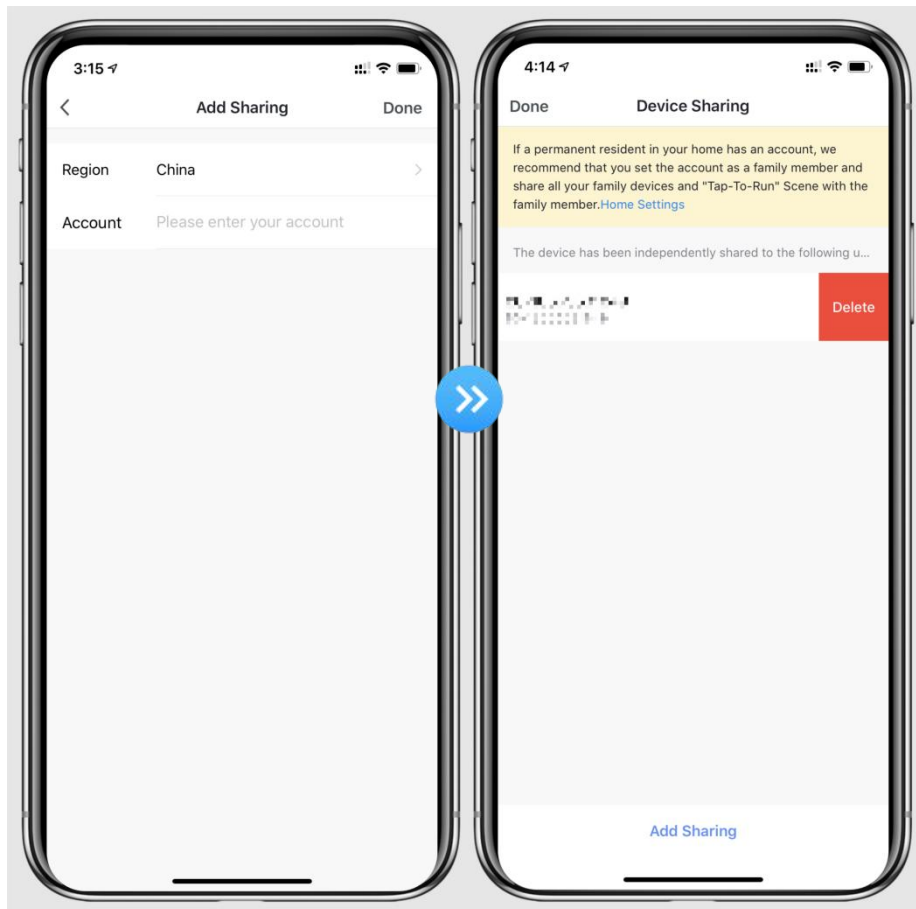 3:15
Add Sharing
Done
Region
China
Account
Please enter your account
4:14
Done
Device Sharing
If a permanent resident in your home has an account, we
recommend that you set the account as a family member and
share all your family devices and "Tap-To-Run" Scene with the
family member.Home Settings
The device has been independently shared to the following u...
Delete
Add Sharing